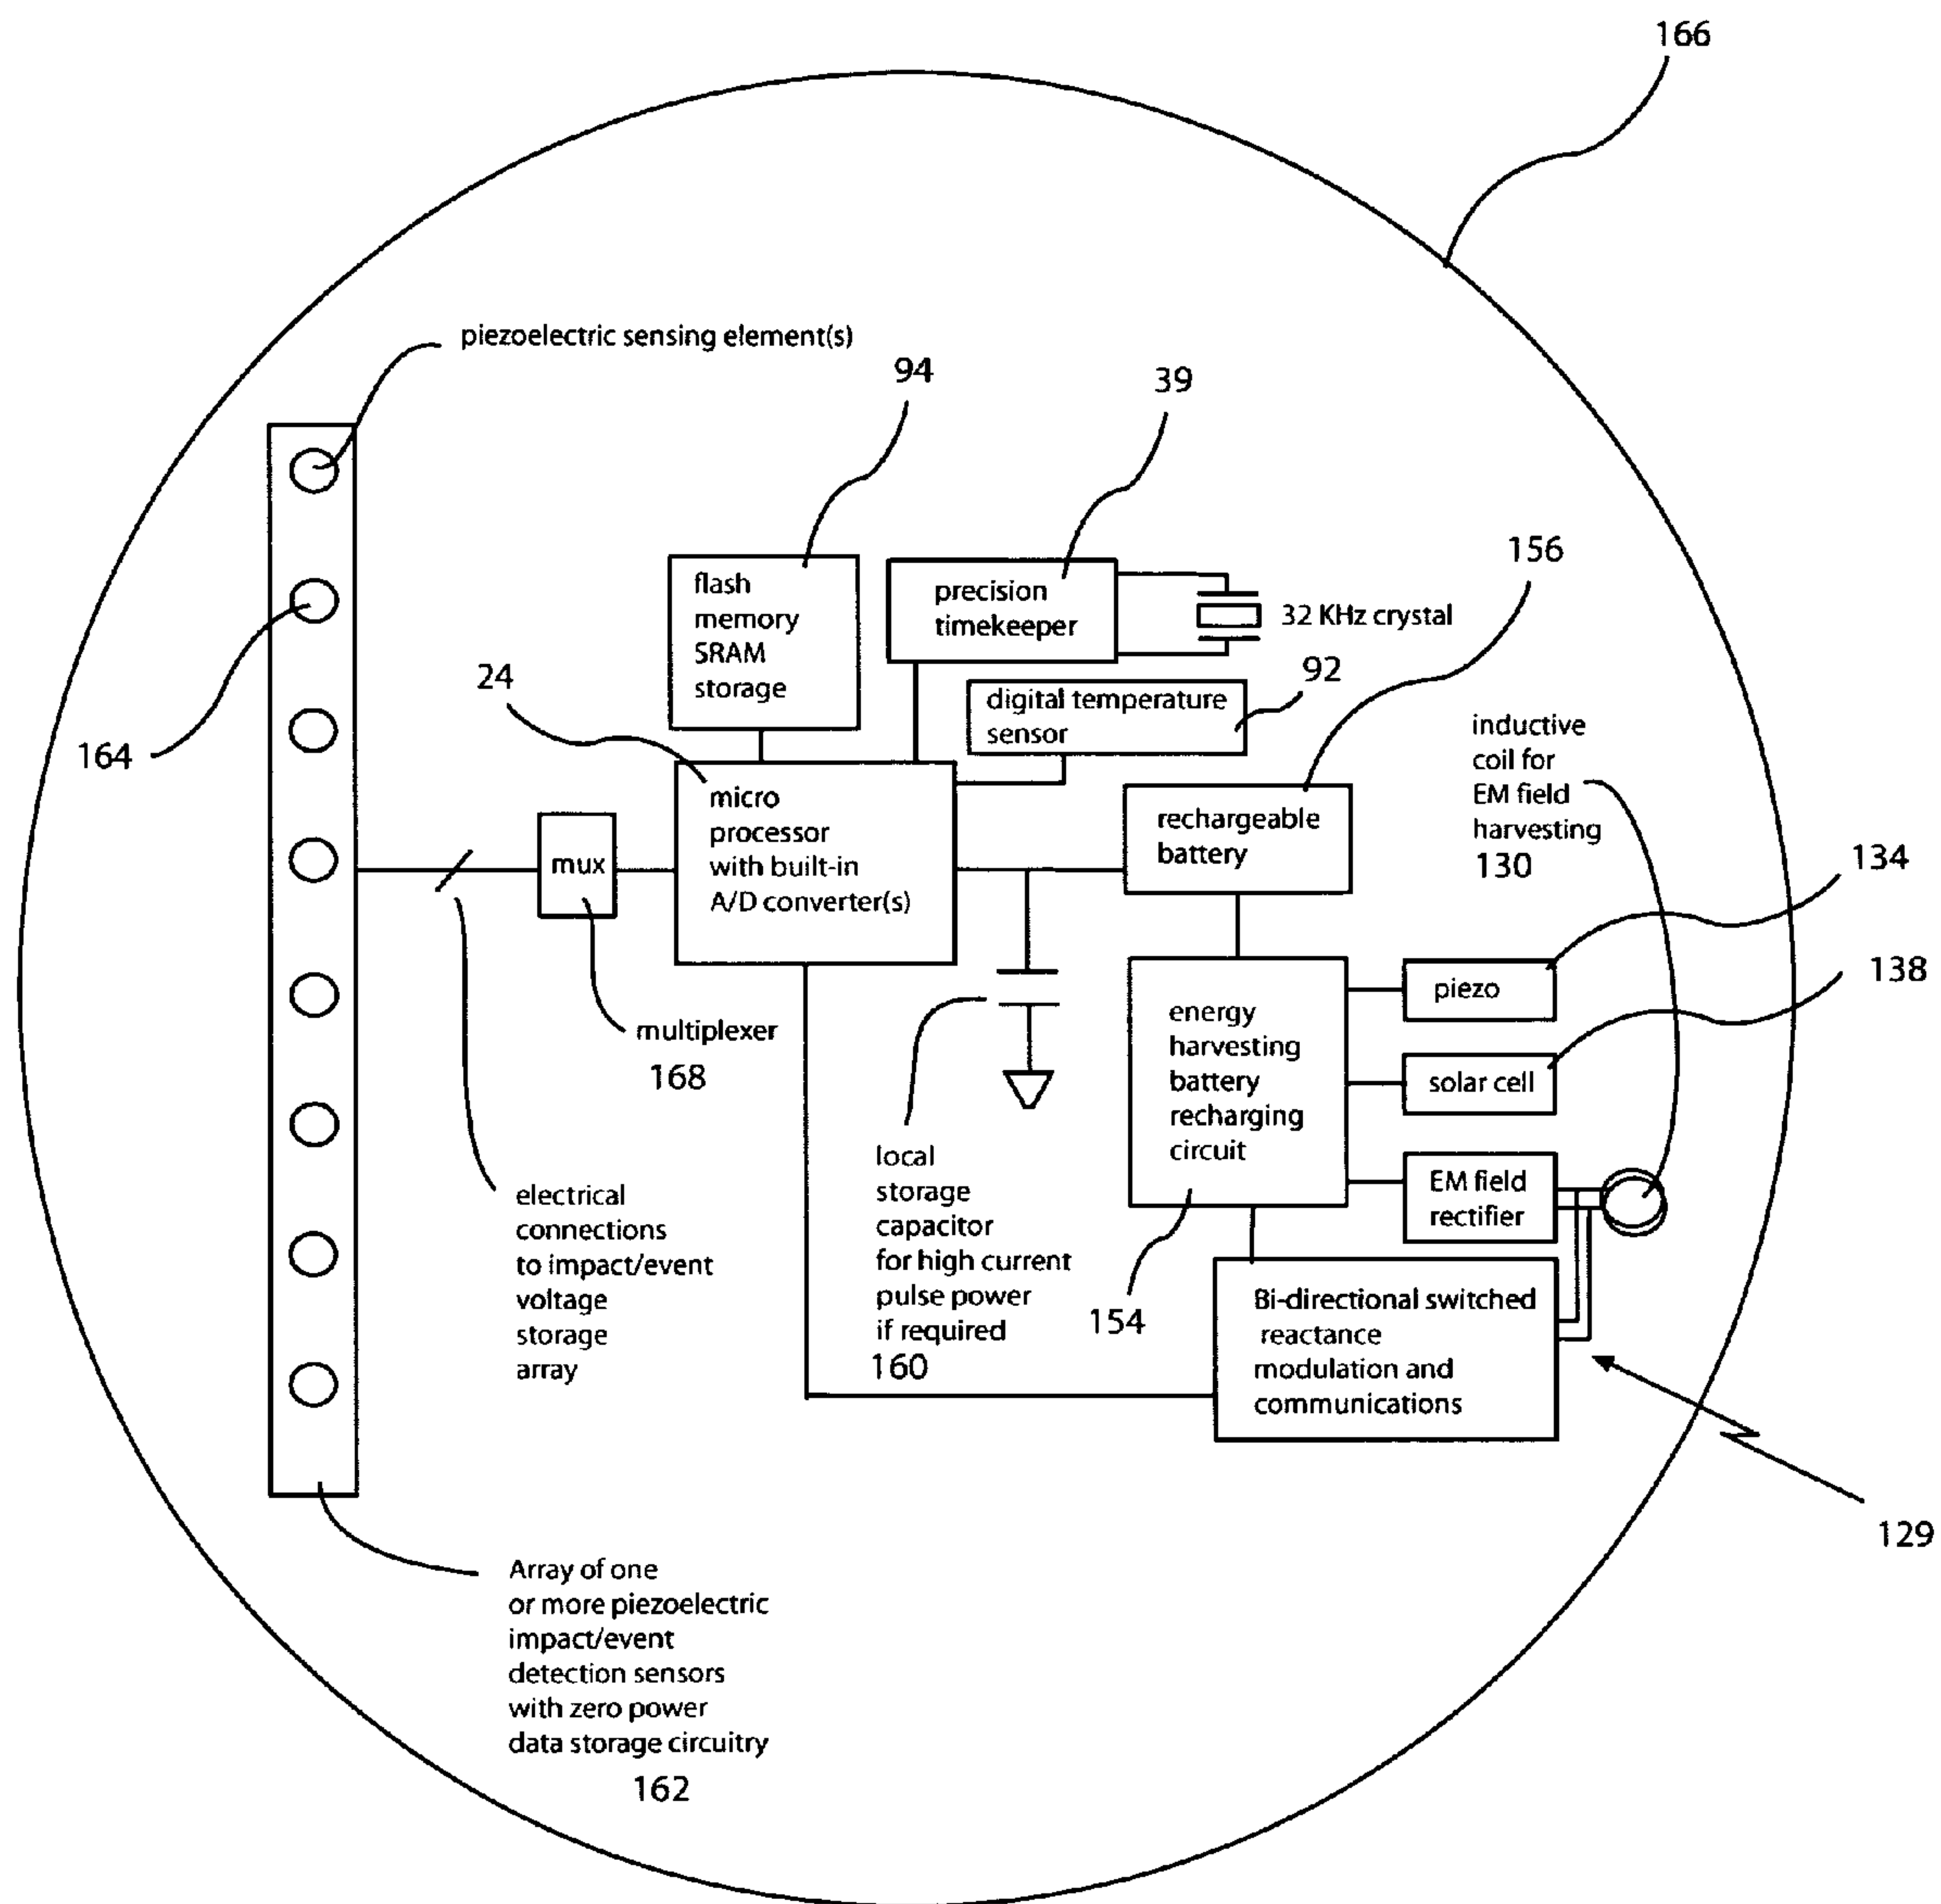 166
piezoelectric sensing element(s)
94
39
156
flash
memory
SRAM
storage
precision
timekeeper
32 KHz crystal
24
92
digital temperature
sensor
inductive
coil for
EM field
harvesting
130
164
micro
processor
with built-in
A/D converter(s)
mux
rechargeable
battery
134
138
piezo
solar cell
energy
harvesting
battery
recharging
circuit
multiplexer
168
EM field
rectifier
local
storage
capacitor
for high current
pulse power
if required
160
electrical
connections
to impact/event
voltage
storage
array
154
Bi-directional switched
reactance
modulation and
communications
129
Array of one
or more piezoelectric
impact/event
detection sensors
with zero power
data storage circuitry
162